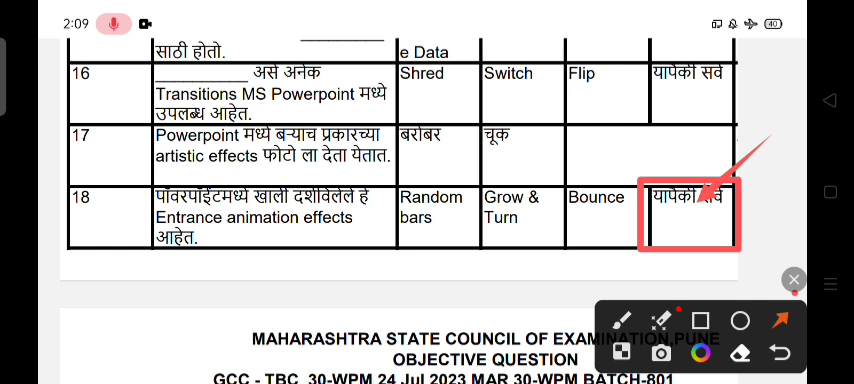 2:09
40
साठी होतो. __________
e Data
16
__________ असे अनेक
Transitions MS Powerpoint मध्ये
उपलब्ध आहेत.
Shred
Switch
Flip
यापैकी सर्व
17
Powerpoint मध्ये बऱ्याच प्रकारच्या
artistic effects फोटो ला देता येतात.
बरोबर
चूक
18
पॉवरपॉईंटमध्ये खाली दर्शविलेले हे
Entrance animation effects
आहेत.
Random
bars
Grow &
Turn
Bounce
यापैकी सर्व
MAHARASHTRA STATE COUNCIL OF EXAMINATION,PUNE
OBJECTIVE QUESTION
GCC - TBC 30-WPM 24 Jul 2023 MAR 30-WPM BATCH-801